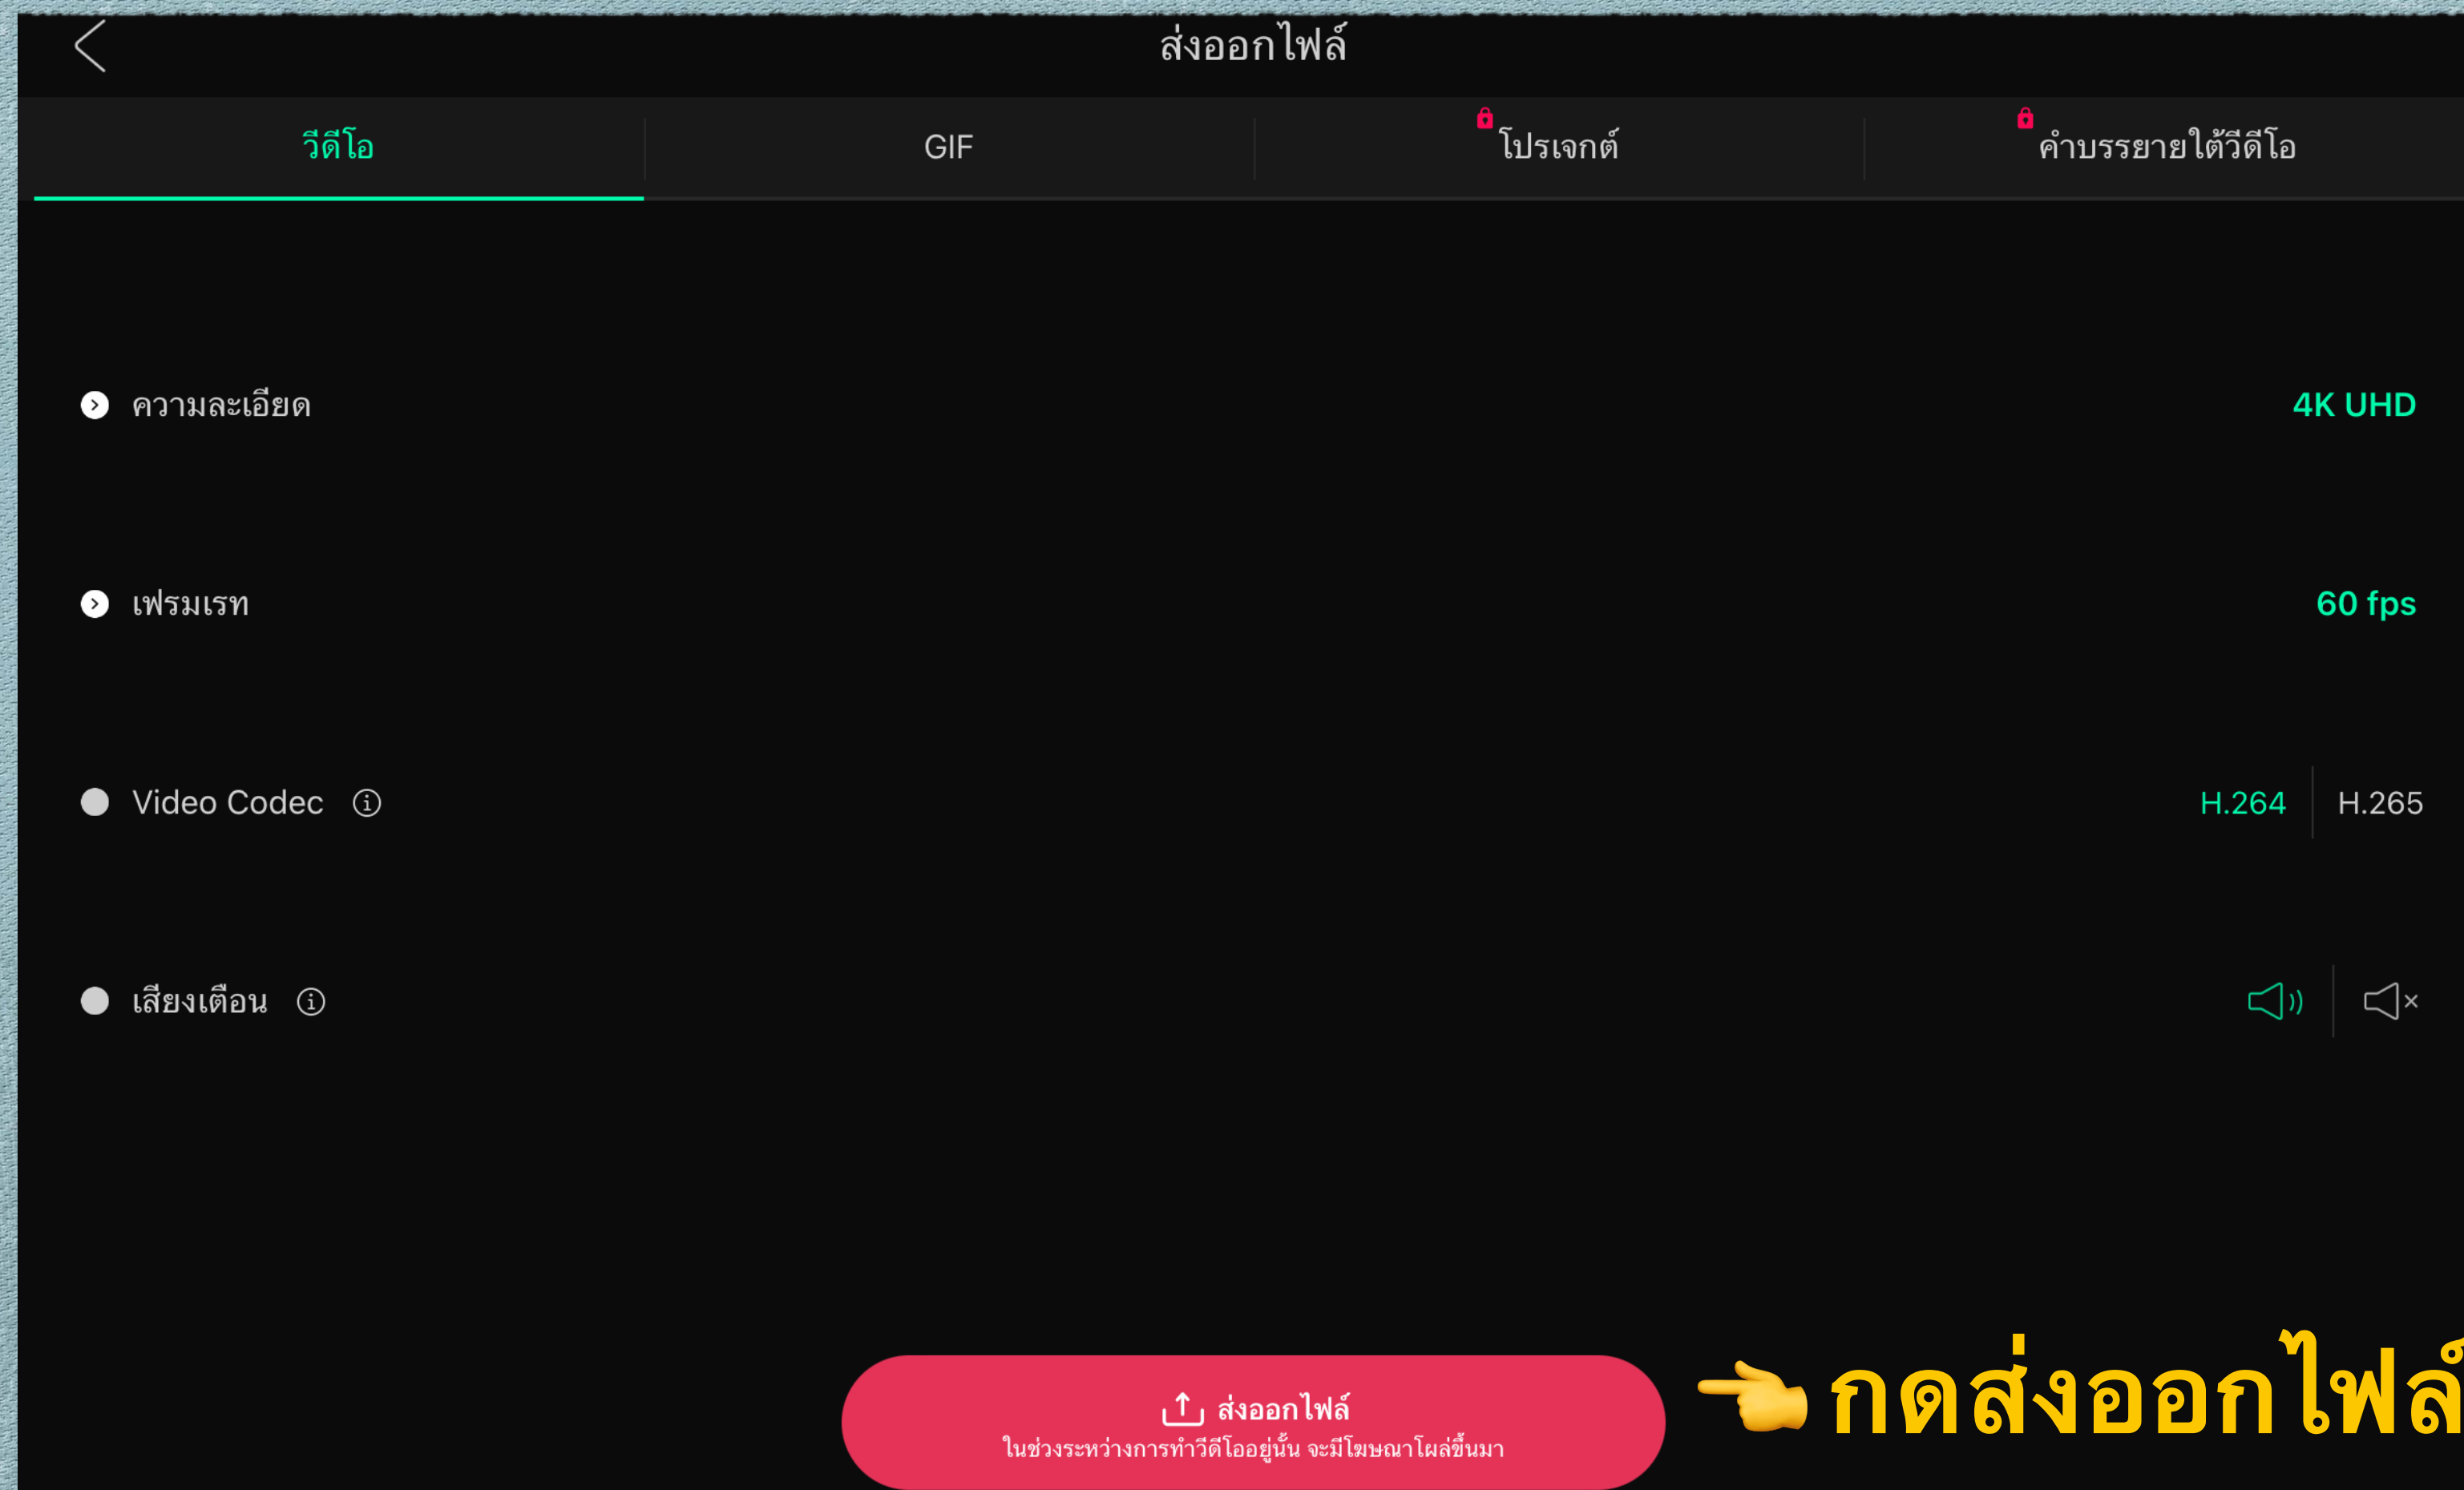 ส่งออกไฟล์
วีดีโอ
GIF
โปรเจกต์
คำบรรยายใต้วีดีโอ
ความละเอียด
4K UHD
เฟรมเรท
60 fps
Video Codec
H.264
H.265
เสียงเตือน
ส่งออกไฟล์
ในช่วงระหว่างการทำวีดีโออยู่นั้น จะมีโฆษณาโผล่ขึ้นมา
👈 กดส่งออกไฟล์